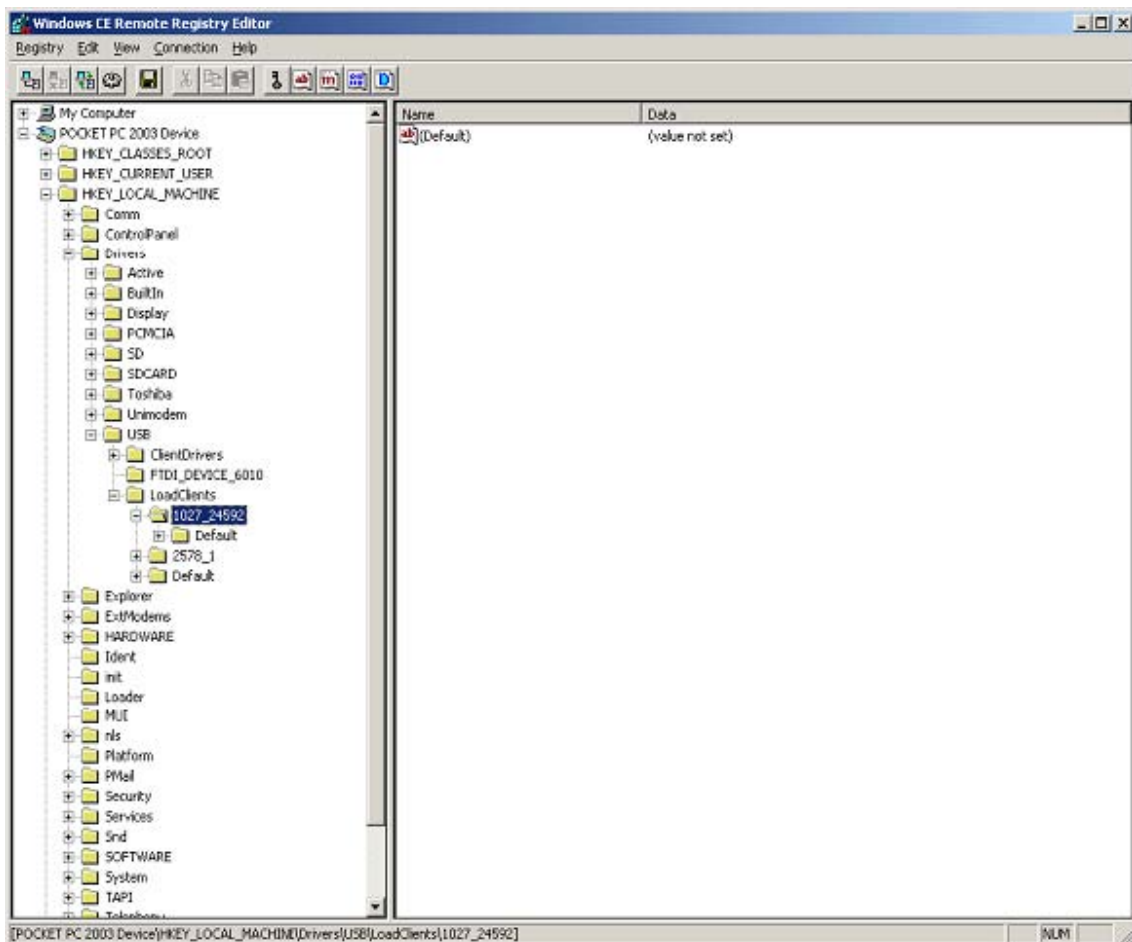 Windows CE Remote Registry Editor
Registry Edit View Connection Help
My Computer
POCKET PC 2003 Device
HKEY_CLASSES_ROOT
HKEY_CURRENT_USER
HKEY_LOCAL_MACHINE
Comm
ControlPanel
Drivers
Active
BuiltIn
Display
PCMCIA
SD
SDCARD
Toshiba
Unimodem
USB
ClientDrivers
FTDI_DEVICE_6010
LoadClients
1027_24592
Default
2578_1
Default
Explorer
ExtModems
HARDWARE
Ident
init
Loader
MUI
nls
Platform
PMail
Security
Services
Snd
SOFTWARE
System
TAPI
Telephony
Name Data
(Default) (value not set)
[POCKET PC 2003 Device\HKEY_LOCAL_MACHINE\Drivers\USB\LoadClients\1027_24592] NUM